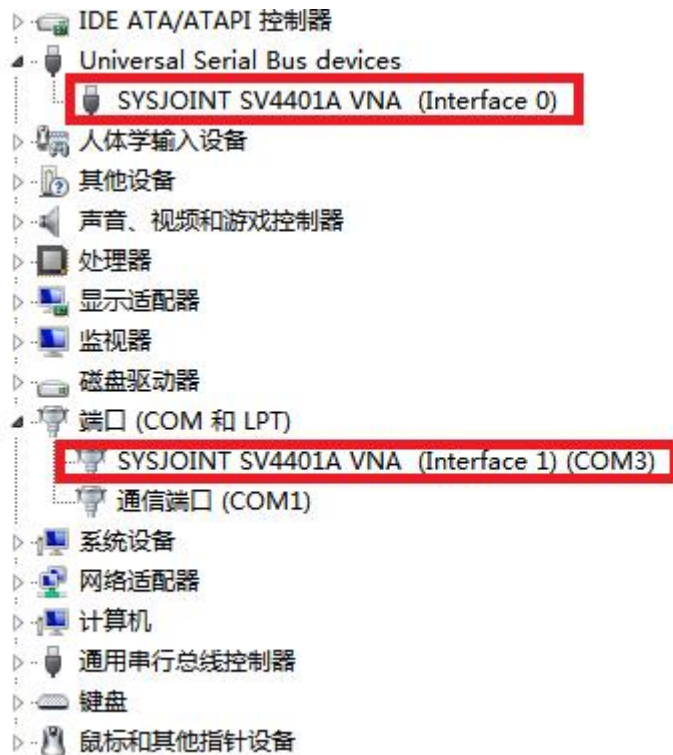 IDE ATA/ATAPI 控制器
Universal Serial Bus devices
SYSJOINT SV4401A VNA (Interface 0)
人体学输入设备
其他设备
声音、视频和游戏控制器
处理器
显示适配器
监视器
磁盘驱动器
端口 (COM 和 LPT)
SYSJOINT SV4401A VNA (Interface 1) (COM3)
通信端口 (COM1)
系统设备
网络适配器
计算机
通用串行总线控制器
键盘
鼠标和其他指针设备